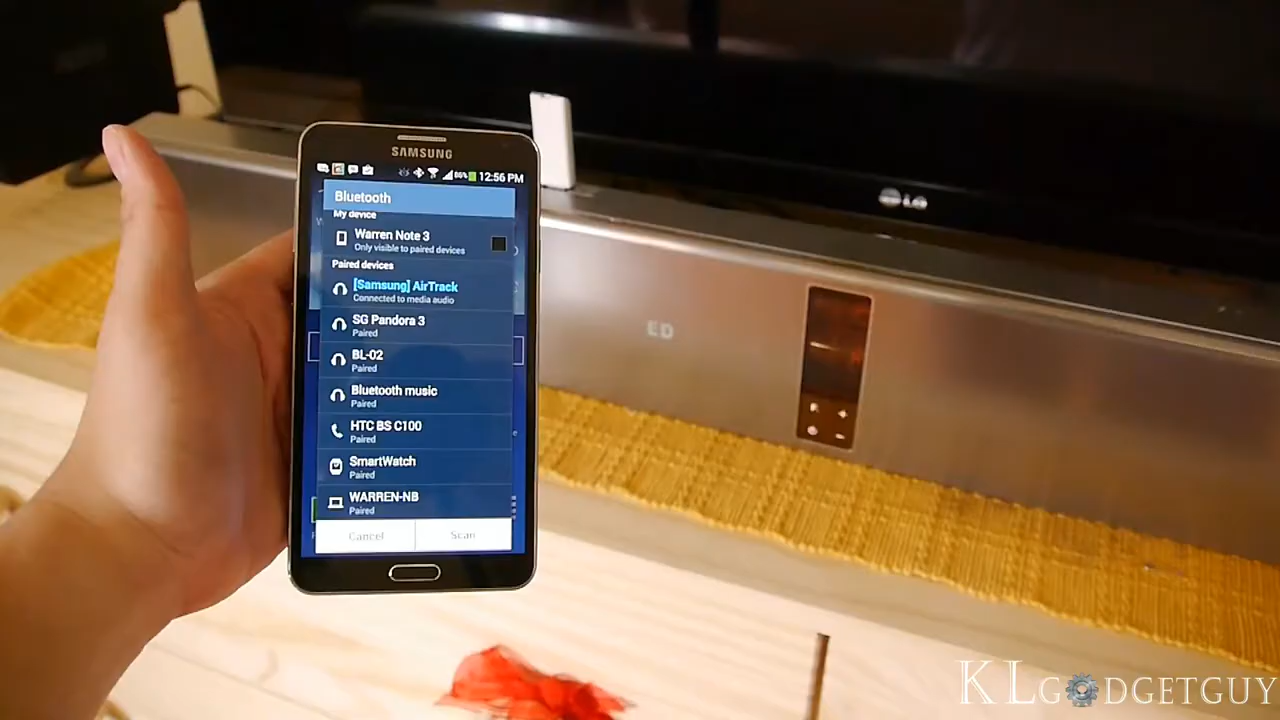 SAMSUNG
86% 12:56 PM
Bluetooth
My device
Warren Note 3
Only visible to paired devices
Paired devices
[Samsung] AirTrack
Connected to media audio
SG Pandora 3
Paired
BL-02
Paired
Bluetooth music
Paired
HTC BS C100
Paired
SmartWatch
Paired
WARREN-NB
Paired
Cancel Scan
LG
ED
KLGADGETGUY